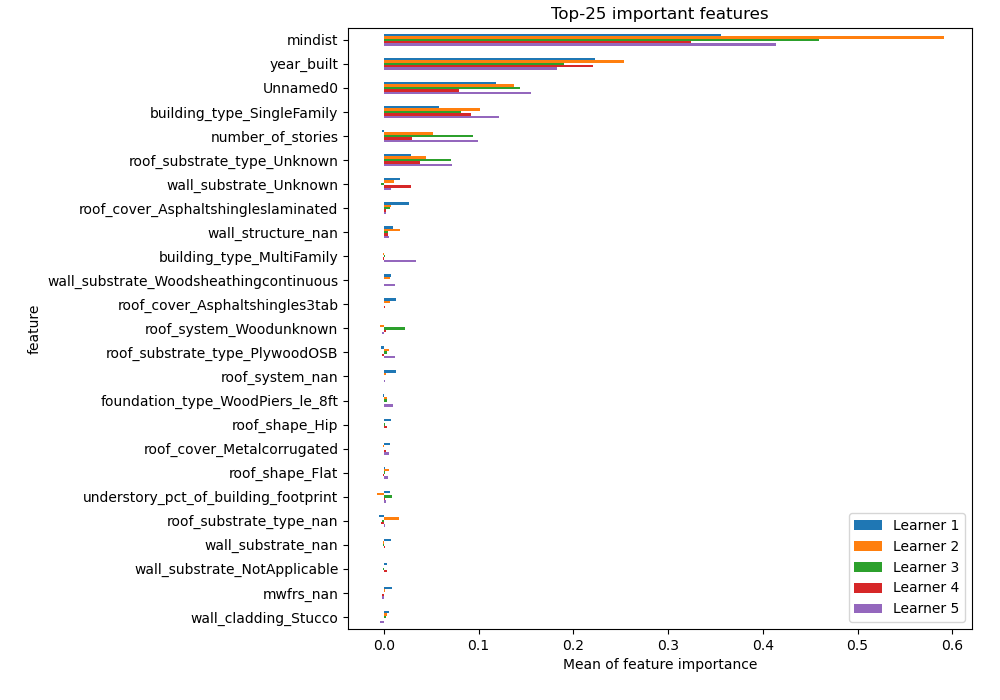 Top-25 important features
mindist
year_built
Unnamed0
building_type_SingleFamily
number_of_stories
roof_substrate_type_Unknown
wall_substrate_Unknown
roof_cover_Asphaltshingleslaminated
wall_structure_nan
building_type_MultiFamily
wall_substrate_Woodsheathingcontinuous
roof_cover_Asphaltshingles3tab
roof_system_Woodunknown
roof_substrate_type_PlywoodOSB
roof_system_nan
foundation_type_WoodPiers_le_8ft
roof_shape_Hip
roof_cover_Metalcorrugated
roof_shape_Flat
understory_pct_of_building_footprint
roof_substrate_type_nan
wall_substrate_nan
wall_substrate_NotApplicable
mwfrs_nan
wall_cladding_Stucco
feature
Learner 1
Learner 2
Learner 3
Learner 4
Learner 5
0.0 0.1 0.2 0.3 0.4 0.5 0.6
Mean of feature importance